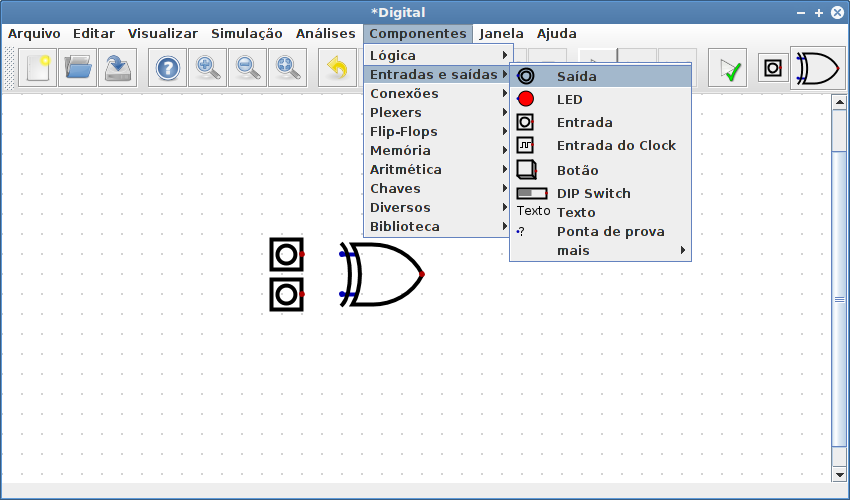 *Digital
Arquivo Editar Visualizar Simulação Análises Componentes Janela Ajuda
Lógica
Entradas e saídas
Conexões
Plexers
Flip-Flops
Memória
Aritmética
Chaves
Diversos
Biblioteca
Saída
LED
Entrada
Entrada do Clock
Botão
DIP Switch
Texto Texto
?
Ponta de prova
mais